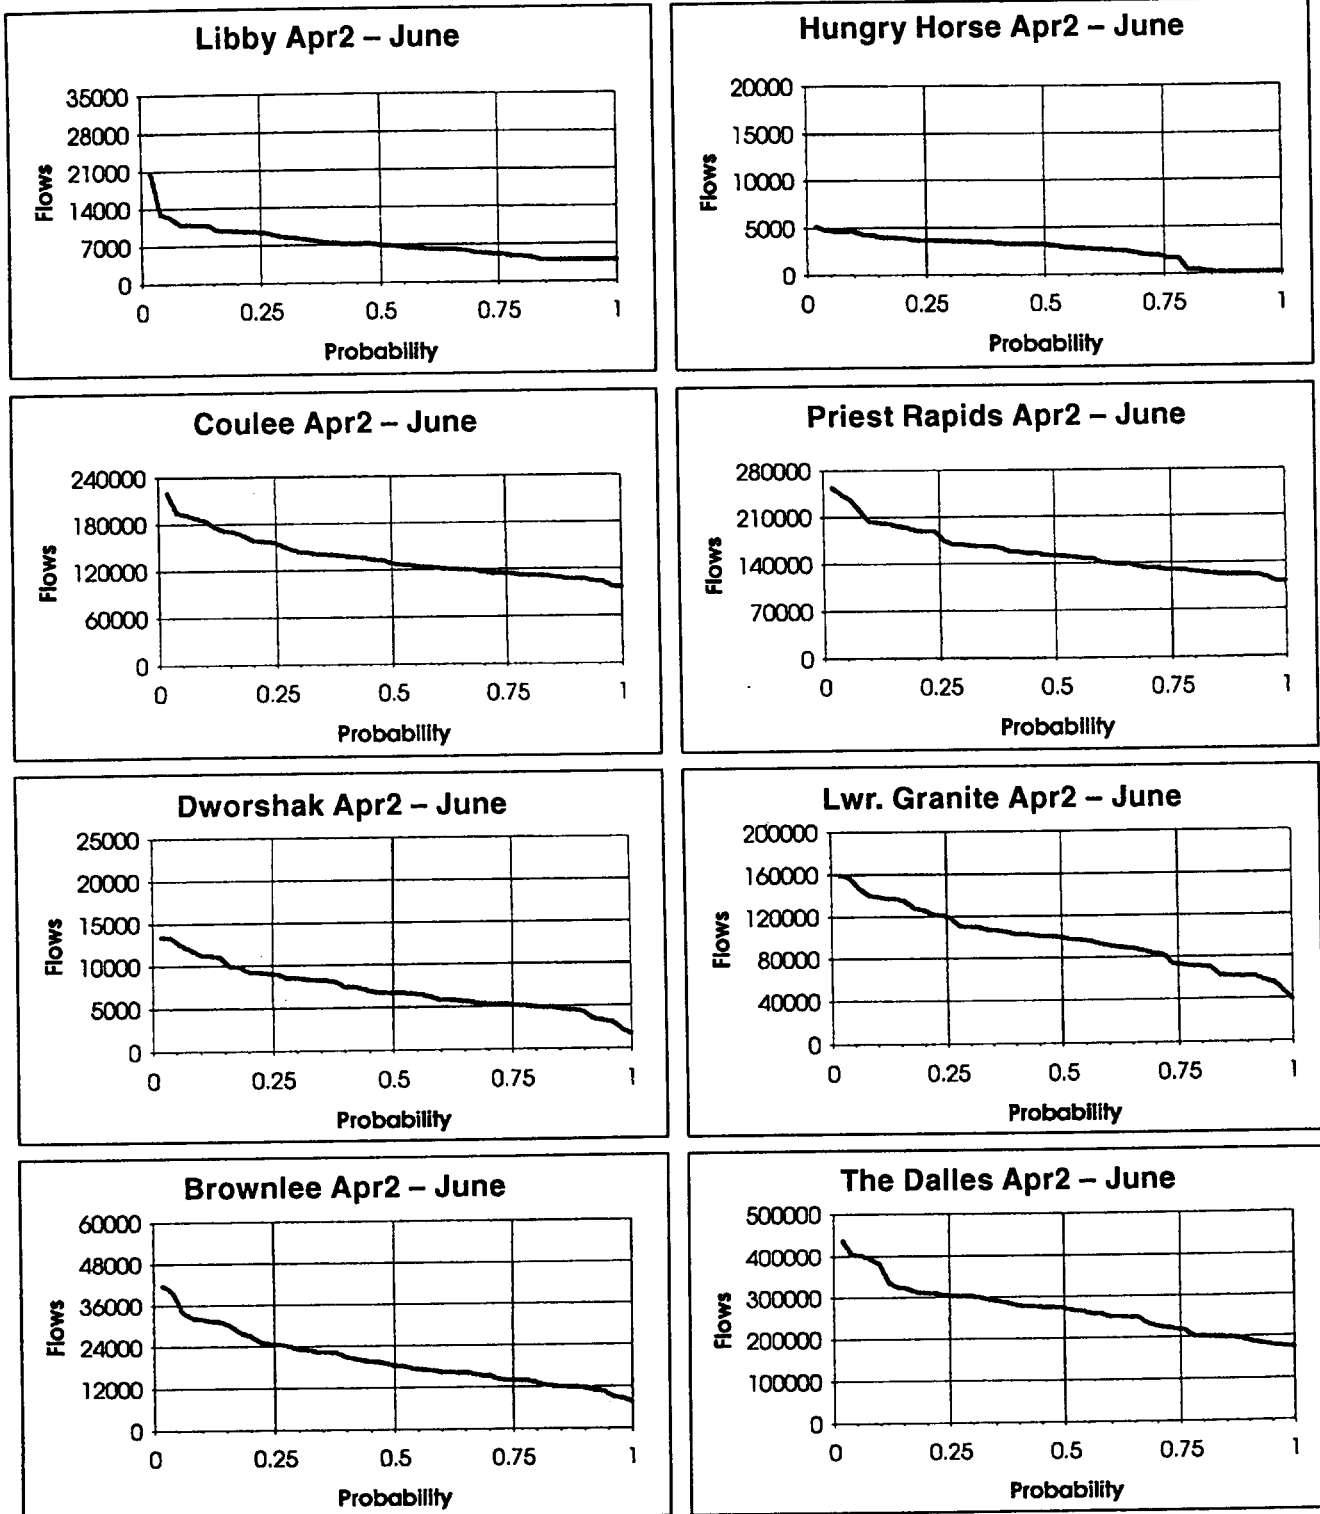 Libby Apr2 – June
35000
28000
21000
14000
7000
0
Flows
0 0.25 0.5 0.75 1
Probability
Hungry Horse Apr2 – June
20000
15000
10000
5000
0
Flows
0 0.25 0.5 0.75 1
Probability
Coulee Apr2 – June
240000
180000
120000
60000
0
Flows
0 0.25 0.5 0.75 1
Probability
Priest Rapids Apr2 – June
280000
210000
140000
70000
0
Flows
0 0.25 0.5 0.75 1
Probability
Dworshak Apr2 – June
25000
20000
15000
10000
5000
0
Flows
0 0.25 0.5 0.75 1
Probability
Lwr. Granite Apr2 – June
200000
160000
120000
80000
40000
0
Flows
0 0.25 0.5 0.75 1
Probability
Brownlee Apr2 – June
60000
48000
36000
24000
12000
0
Flows
0 0.25 0.5 0.75 1
Probability
The Dalles Apr2 – June
500000
400000
300000
200000
100000
0
Flows
0 0.25 0.5 0.75 1
Probability